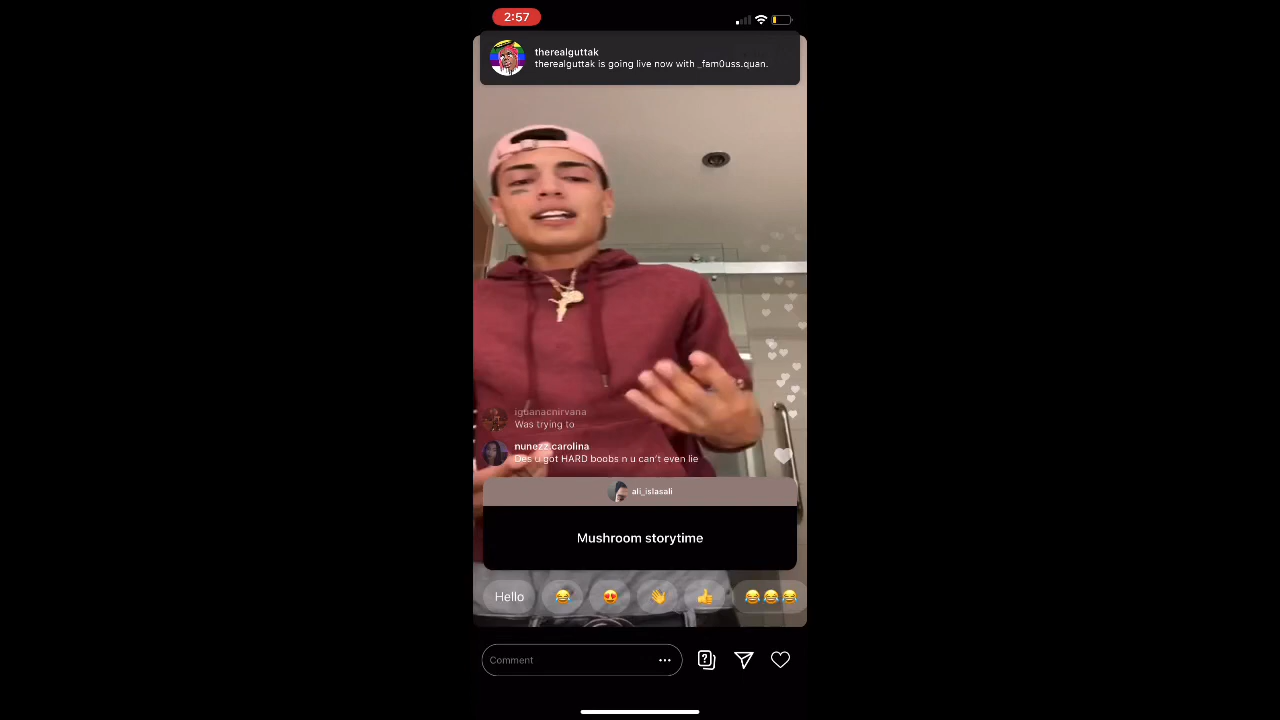 2:57
therealguttak
therealguttak is going live now with _fam0uss.quan.
iguanacnirvana
Was trying to
nunezz.carolina
Des u got HARD boobs n u can't even lie
ali_islasali
Mushroom storytime
Hello
Comment